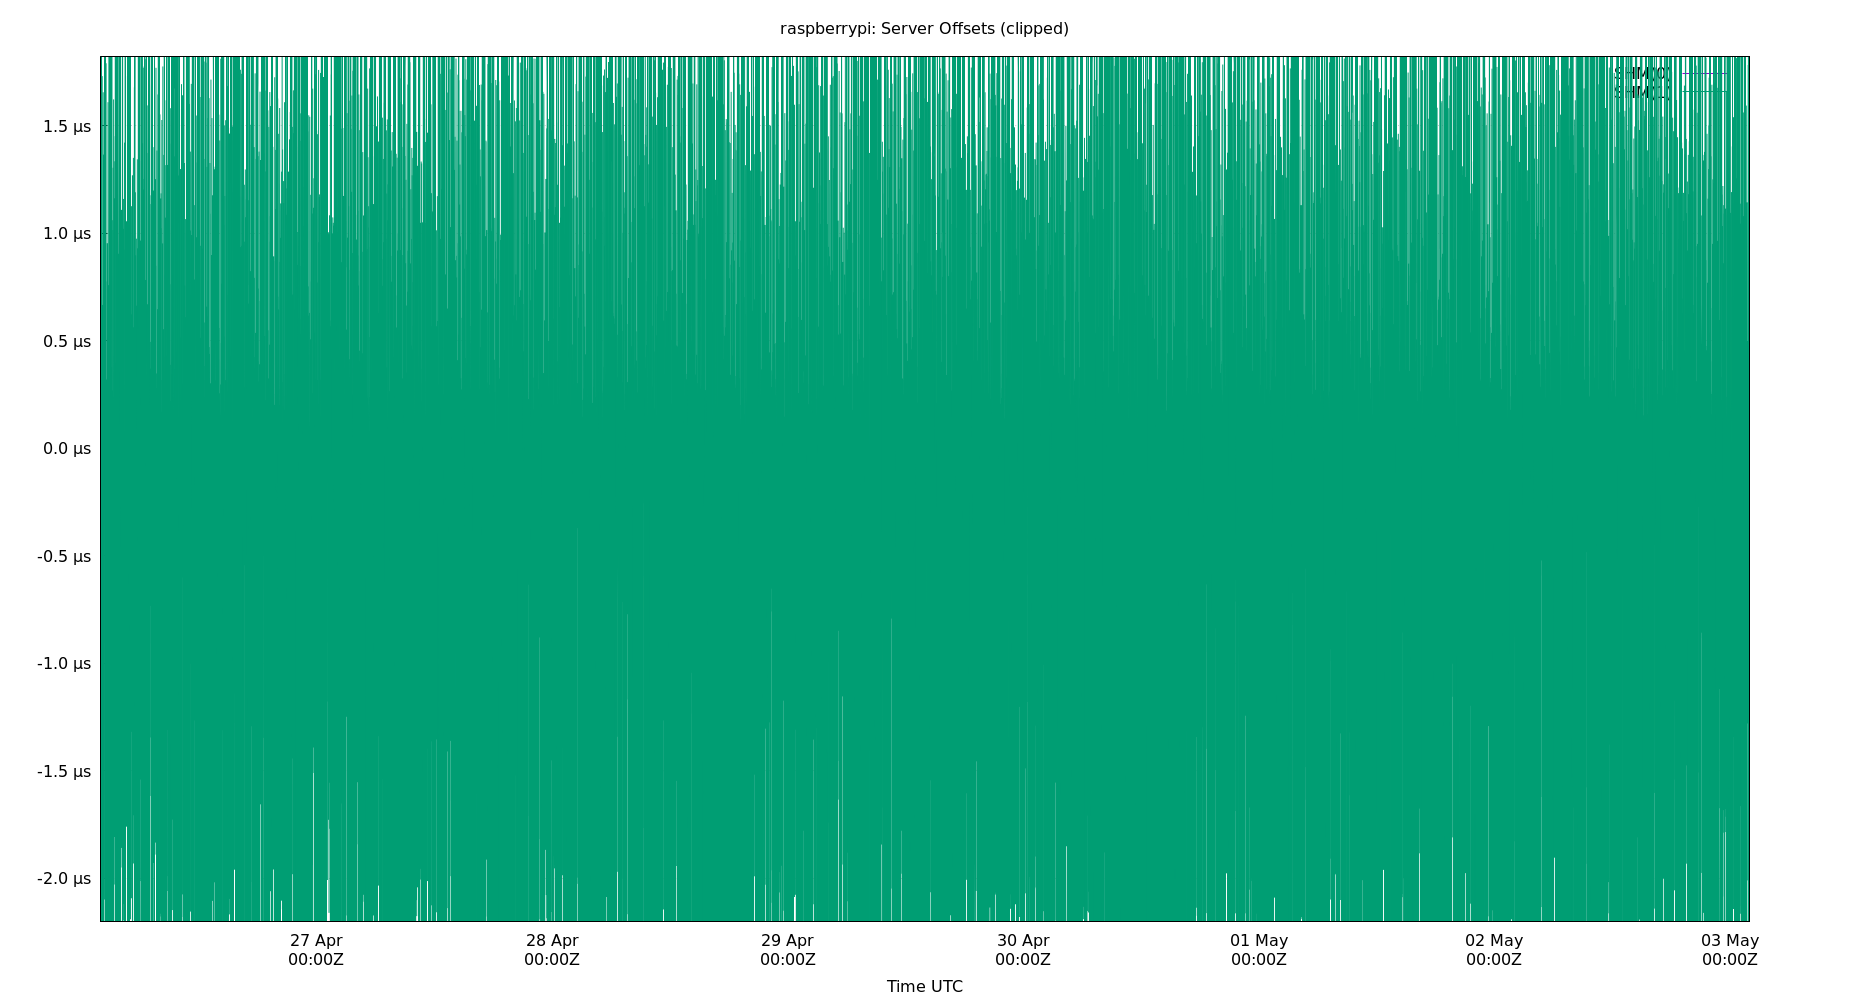 raspberrypi: Server Offsets (clipped)
SHM(0)
1.5 µs
1.0 µs
0.5 µs
0.0 µs
-0.5 µs
-1.0 µs
-1.5 µs
-2.0 µs
27 Apr
00:00Z
28 Apr
00:00Z
29 Apr
00:00Z
30 Apr
00:00Z
01 May
00:00Z
02 May
00:00Z
03 May
00:00Z
Time UTC